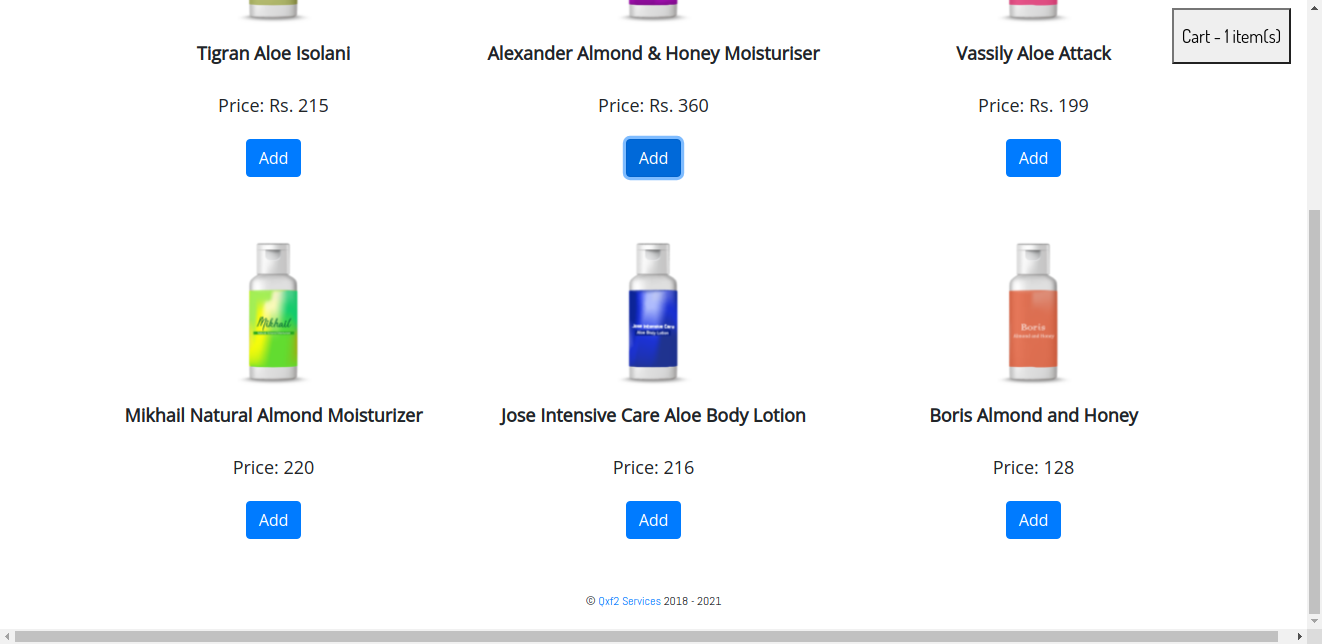 Cart - 1 item(s)
Tigran Aloe Isolani
Alexander Almond & Honey Moisturiser
Vassily Aloe Attack
Price: Rs. 215
Price: Rs. 360
Price: Rs. 199
Add
Add
Add
Mikhail
Jose Intensive Care
Aloe Body Lotion
Boris
Almond and Honey
Mikhail Natural Almond Moisturizer
Jose Intensive Care Aloe Body Lotion
Boris Almond and Honey
Price: 220
Price: 216
Price: 128
Add
Add
Add
© Qxf2 Services 2018 - 2021